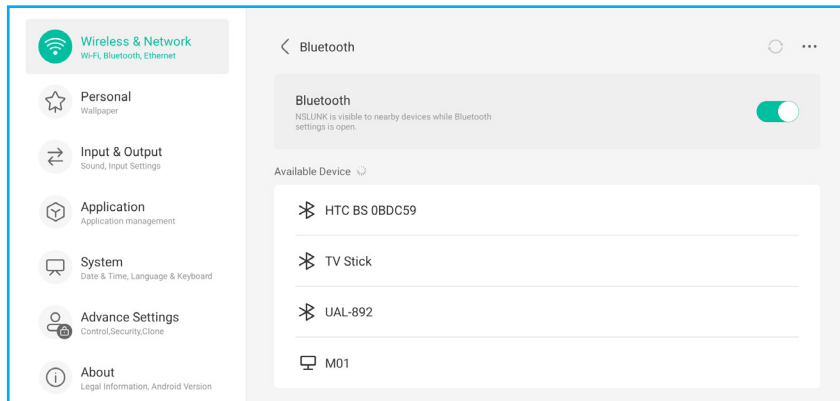 Wireless & Network
Wi-Fi, Bluetooth, Ethernet
Personal
Wallpaper
Input & Output
Sound, Input Settings
Application
Application management
System
Date & Time, Language & Keyboard
Advance Settings
Control,Security,Clone
About
Legal Information, Android Version
Bluetooth
Bluetooth
NSLUNK is visible to nearby devices while Bluetooth
settings is open.
Available Device
HTC BS 0BDC59
TV Stick
UAL-892
M01